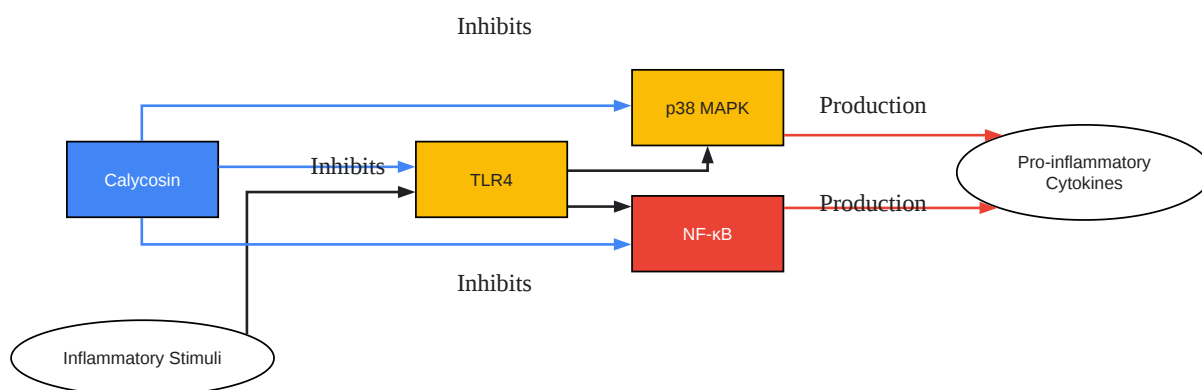 Inhibits
p38 MAPK
Production
Calycosin
Inhibits
TLR4
Pro-inflammatory
Cytokines
NF-κB
Production
Inhibits
Inflammatory Stimuli